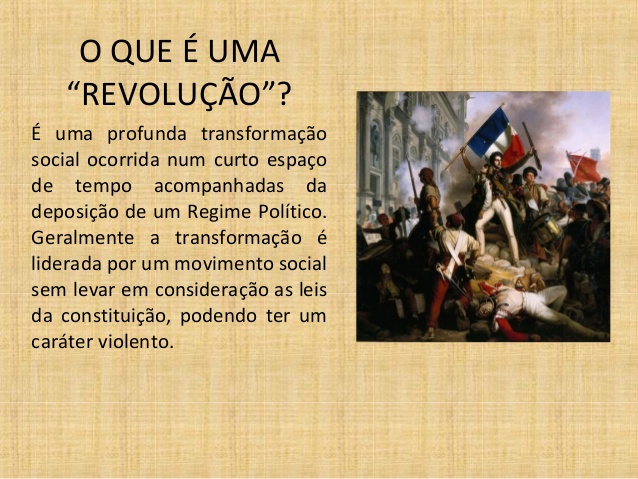 O QUE É UMA
“REVOLUÇÃO”?
É uma profunda transformação
social ocorrida num curto espaço
de tempo acompanhadas da
deposição de um Regime Político.
Geralmente a transformação é
liderada por um movimento social
sem levar em consideração as leis
da constituição, podendo ter um
caráter violento.